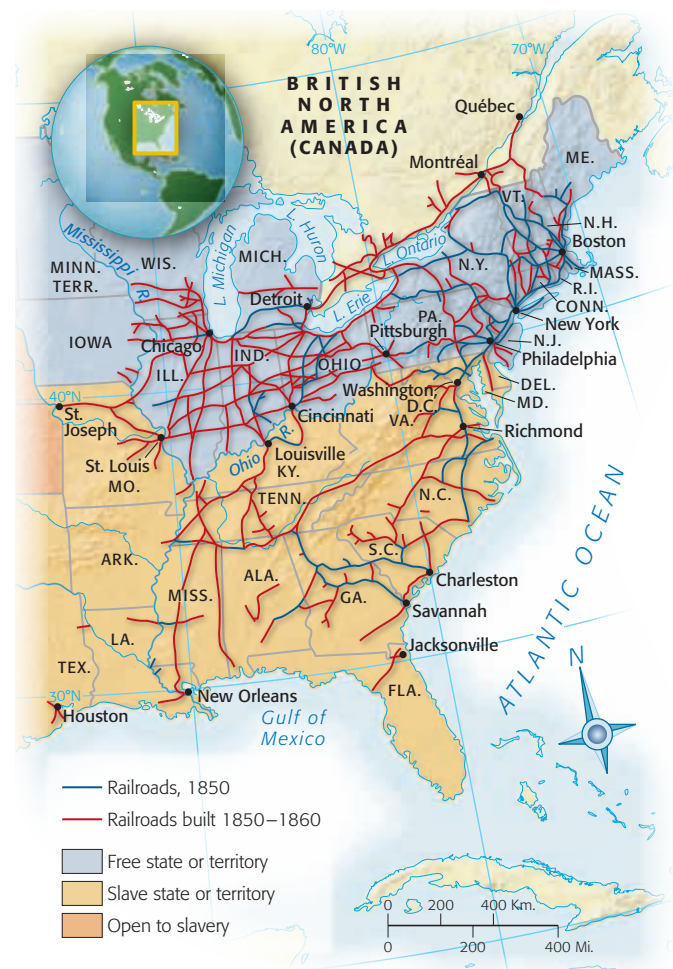 80°W
70°W
BRITISH
NORTH
AMERICA
(CANADA)
Québec
Montréal
ME.
VT.
N.H.
Boston
MASS.
R.I.
CONN.
New York
N.J.
Philadelphia
DEL.
MD.
L. Huron
L. Michigan
L. Ontario
L. Erie
Mississippi R.
MINN.
TERR.
WIS.
MICH.
N.Y.
Detroit
PA.
Pittsburgh
IOWA
Chicago
ILL.
IND.
OHIO
Washington,
D.C.
VA.
40°N
St.
Joseph
Cincinnati
Richmond
St. Louis
MO.
Ohio R.
Louisville
KY.
TENN.
N.C.
ARK.
S.C.
MISS.
ALA.
GA.
Charleston
Savannah
LA.
TEX.
Jacksonville
FLA.
30°N
Houston
New Orleans
Gulf of
Mexico
ATLANTIC OCEAN
N
Railroads, 1850
Railroads built 1850–1860
Free state or territory
Slave state or territory
Open to slavery
0 200 400 Km.
0 200 400 Mi.